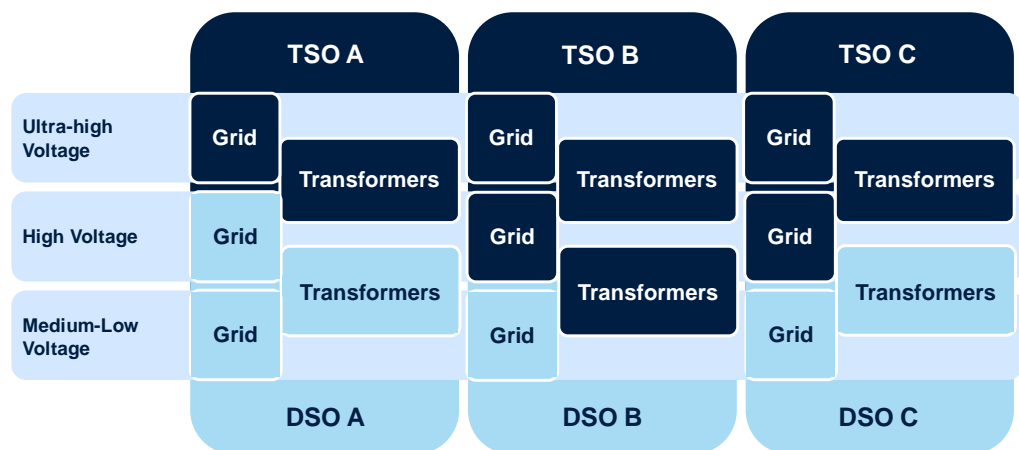 TSO A
TSO B
TSO C
Ultra-high
Voltage
Grid
Grid
Grid
Transformers
Transformers
Transformers
High Voltage
Grid
Grid
Grid
Transformers
Transformers
Transformers
Medium-Low
Voltage
Grid
Grid
Grid
DSO A
DSO B
DSO C